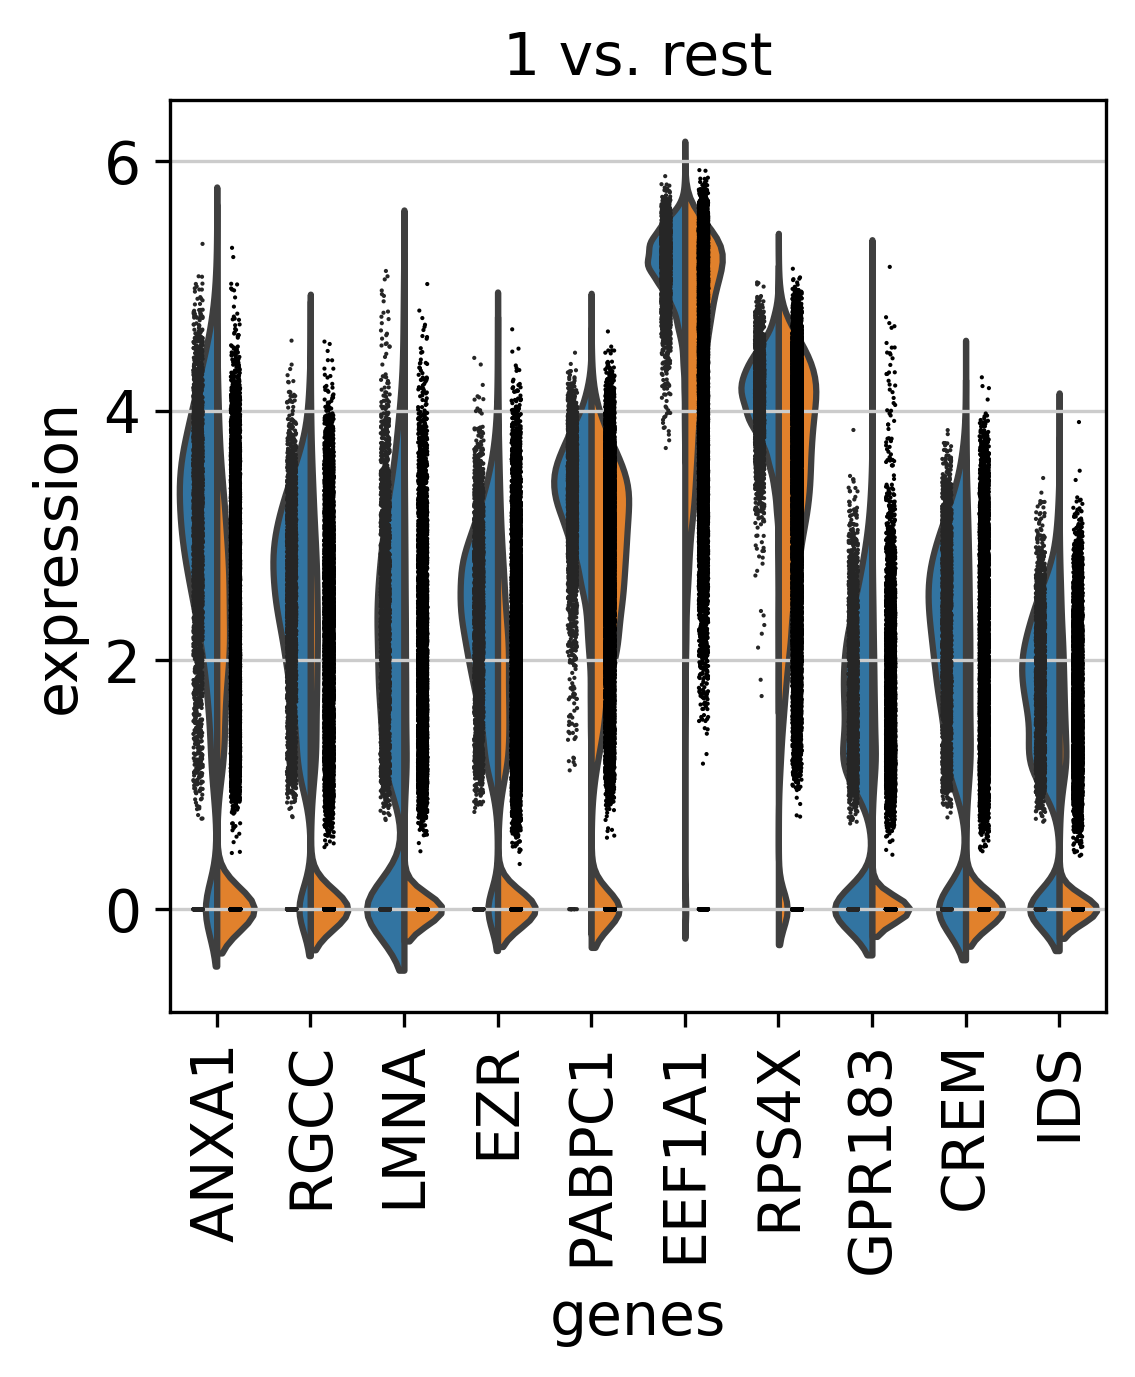 1 vs. rest
expression
6
4
2
0
ANXA1
RGCC
LMNA
EZR
PABPC1
EEF1A1
RPS4X
GPR183
CREM
IDS
genes